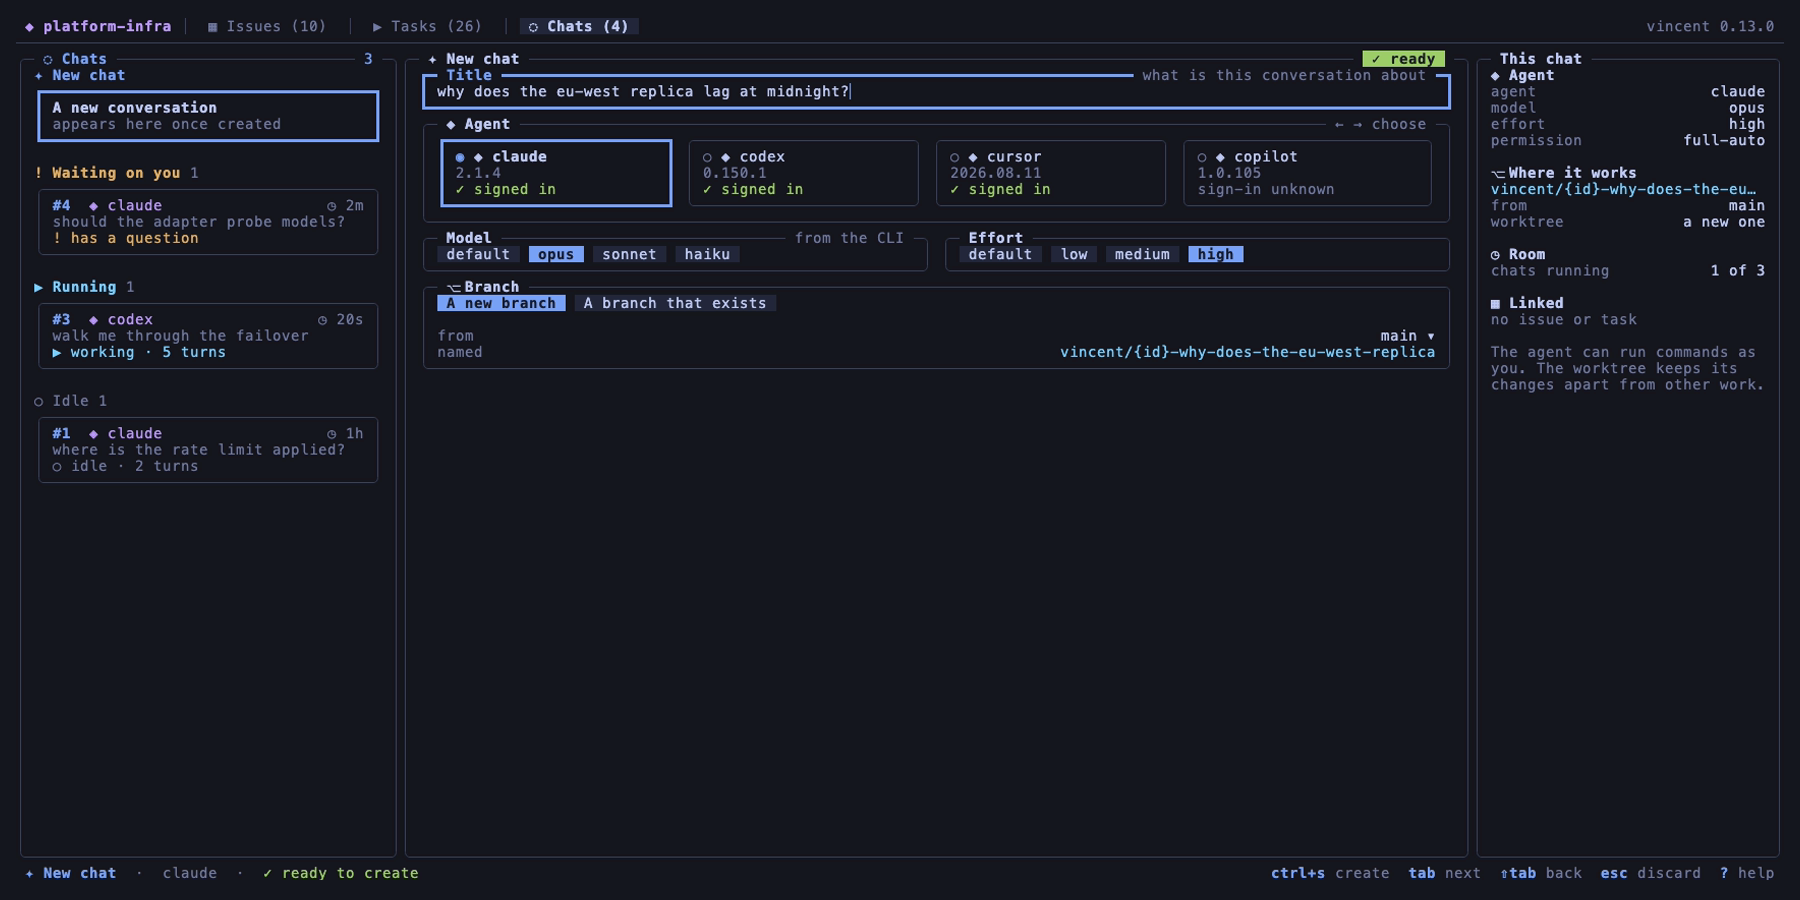 ◆ platform-infra │ ▦ Issues (10) │ ▶ Tasks (26) │ ◌ Chats (4) vincent 0.13.0
◌ Chats 3
✦ New chat
A new conversation
appears here once created
! Waiting on you 1
#4 ◆ claude ◷ 2m
should the adapter probe models?
! has a question
▶ Running 1
#3 ◆ codex ◷ 20s
walk me through the failover
▶ working · 5 turns
○ Idle 1
#1 ◆ claude ◷ 1h
where is the rate limit applied?
○ idle · 2 turns
✦ New chat ✓ ready
Title what is this conversation about
why does the eu-west replica lag at midnight?
◆ Agent ← → choose
◉ ◆ claude
2.1.4
✓ signed in
○ ◆ codex
0.150.1
✓ signed in
○ ◆ cursor
2026.08.11
✓ signed in
○ ◆ copilot
1.0.105
sign-in unknown
Model from the CLI
default opus sonnet haiku
Effort
default low medium high
⌥ Branch
A new branch A branch that exists
from main ▾
named vincent/{id}-why-does-the-eu-west-replica
This chat
◆ Agent
agent claude
model opus
effort high
permission full-auto
⌥ Where it works
vincent/{id}-why-does-the-eu…
from main
worktree a new one
◷ Room
chats running 1 of 3
▦ Linked
no issue or task
The agent can run commands as
you. The worktree keeps its
changes apart from other work.
✦ New chat · claude · ✓ ready to create ctrl+s create tab next ⇧tab back esc discard ? help